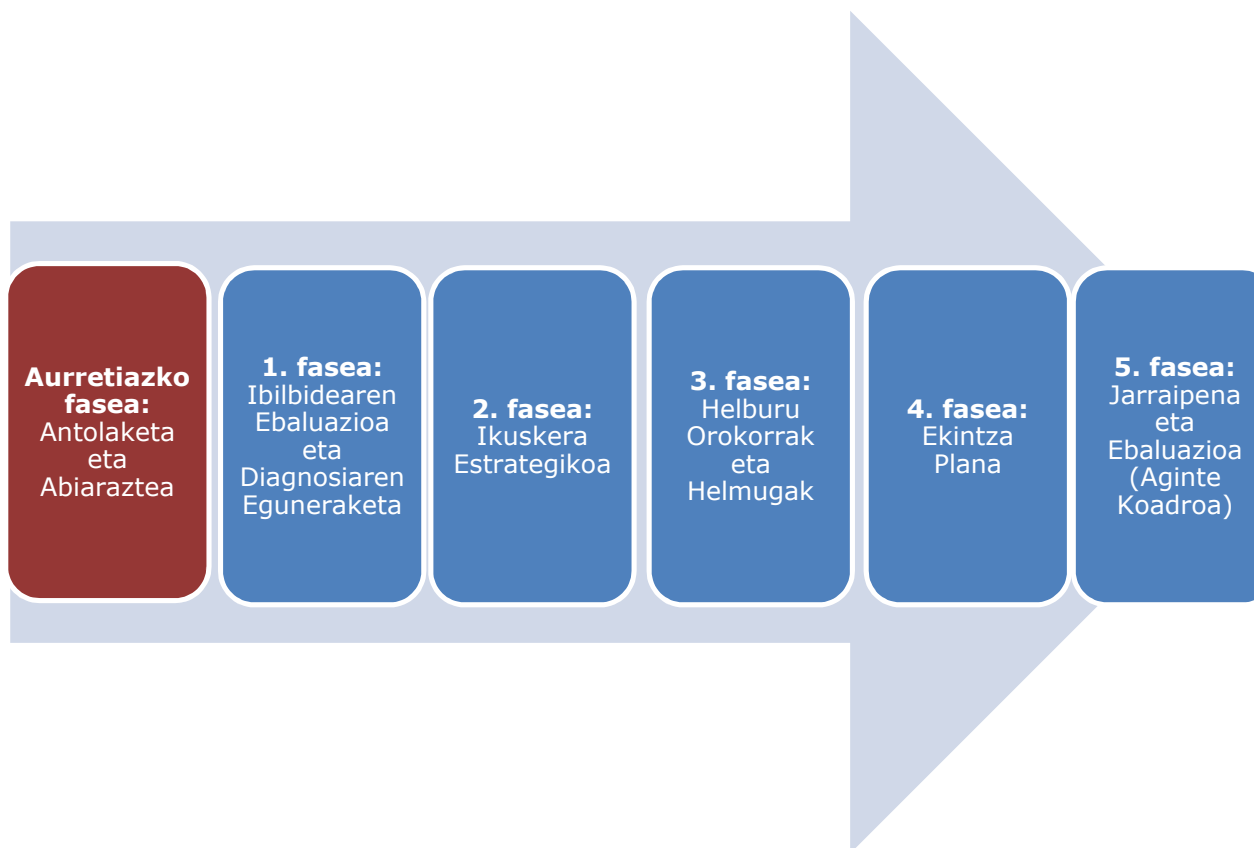 Aurretiazko
fasea:
Antolaketa
eta
Abiaraztea
1. fasea:
Ibilbidearen
Ebaluazioa
eta
Diagnosiaren
Eguneraketa
2. fasea:
Ikuskera
Estrategikoa
3. fasea:
Helburu
Orokorrak
eta
Helmugak
4. fasea:
Ekintza
Plana
5. fasea:
Jarraipena
eta
Ebaluazioa
(Aginte
Koadroa)